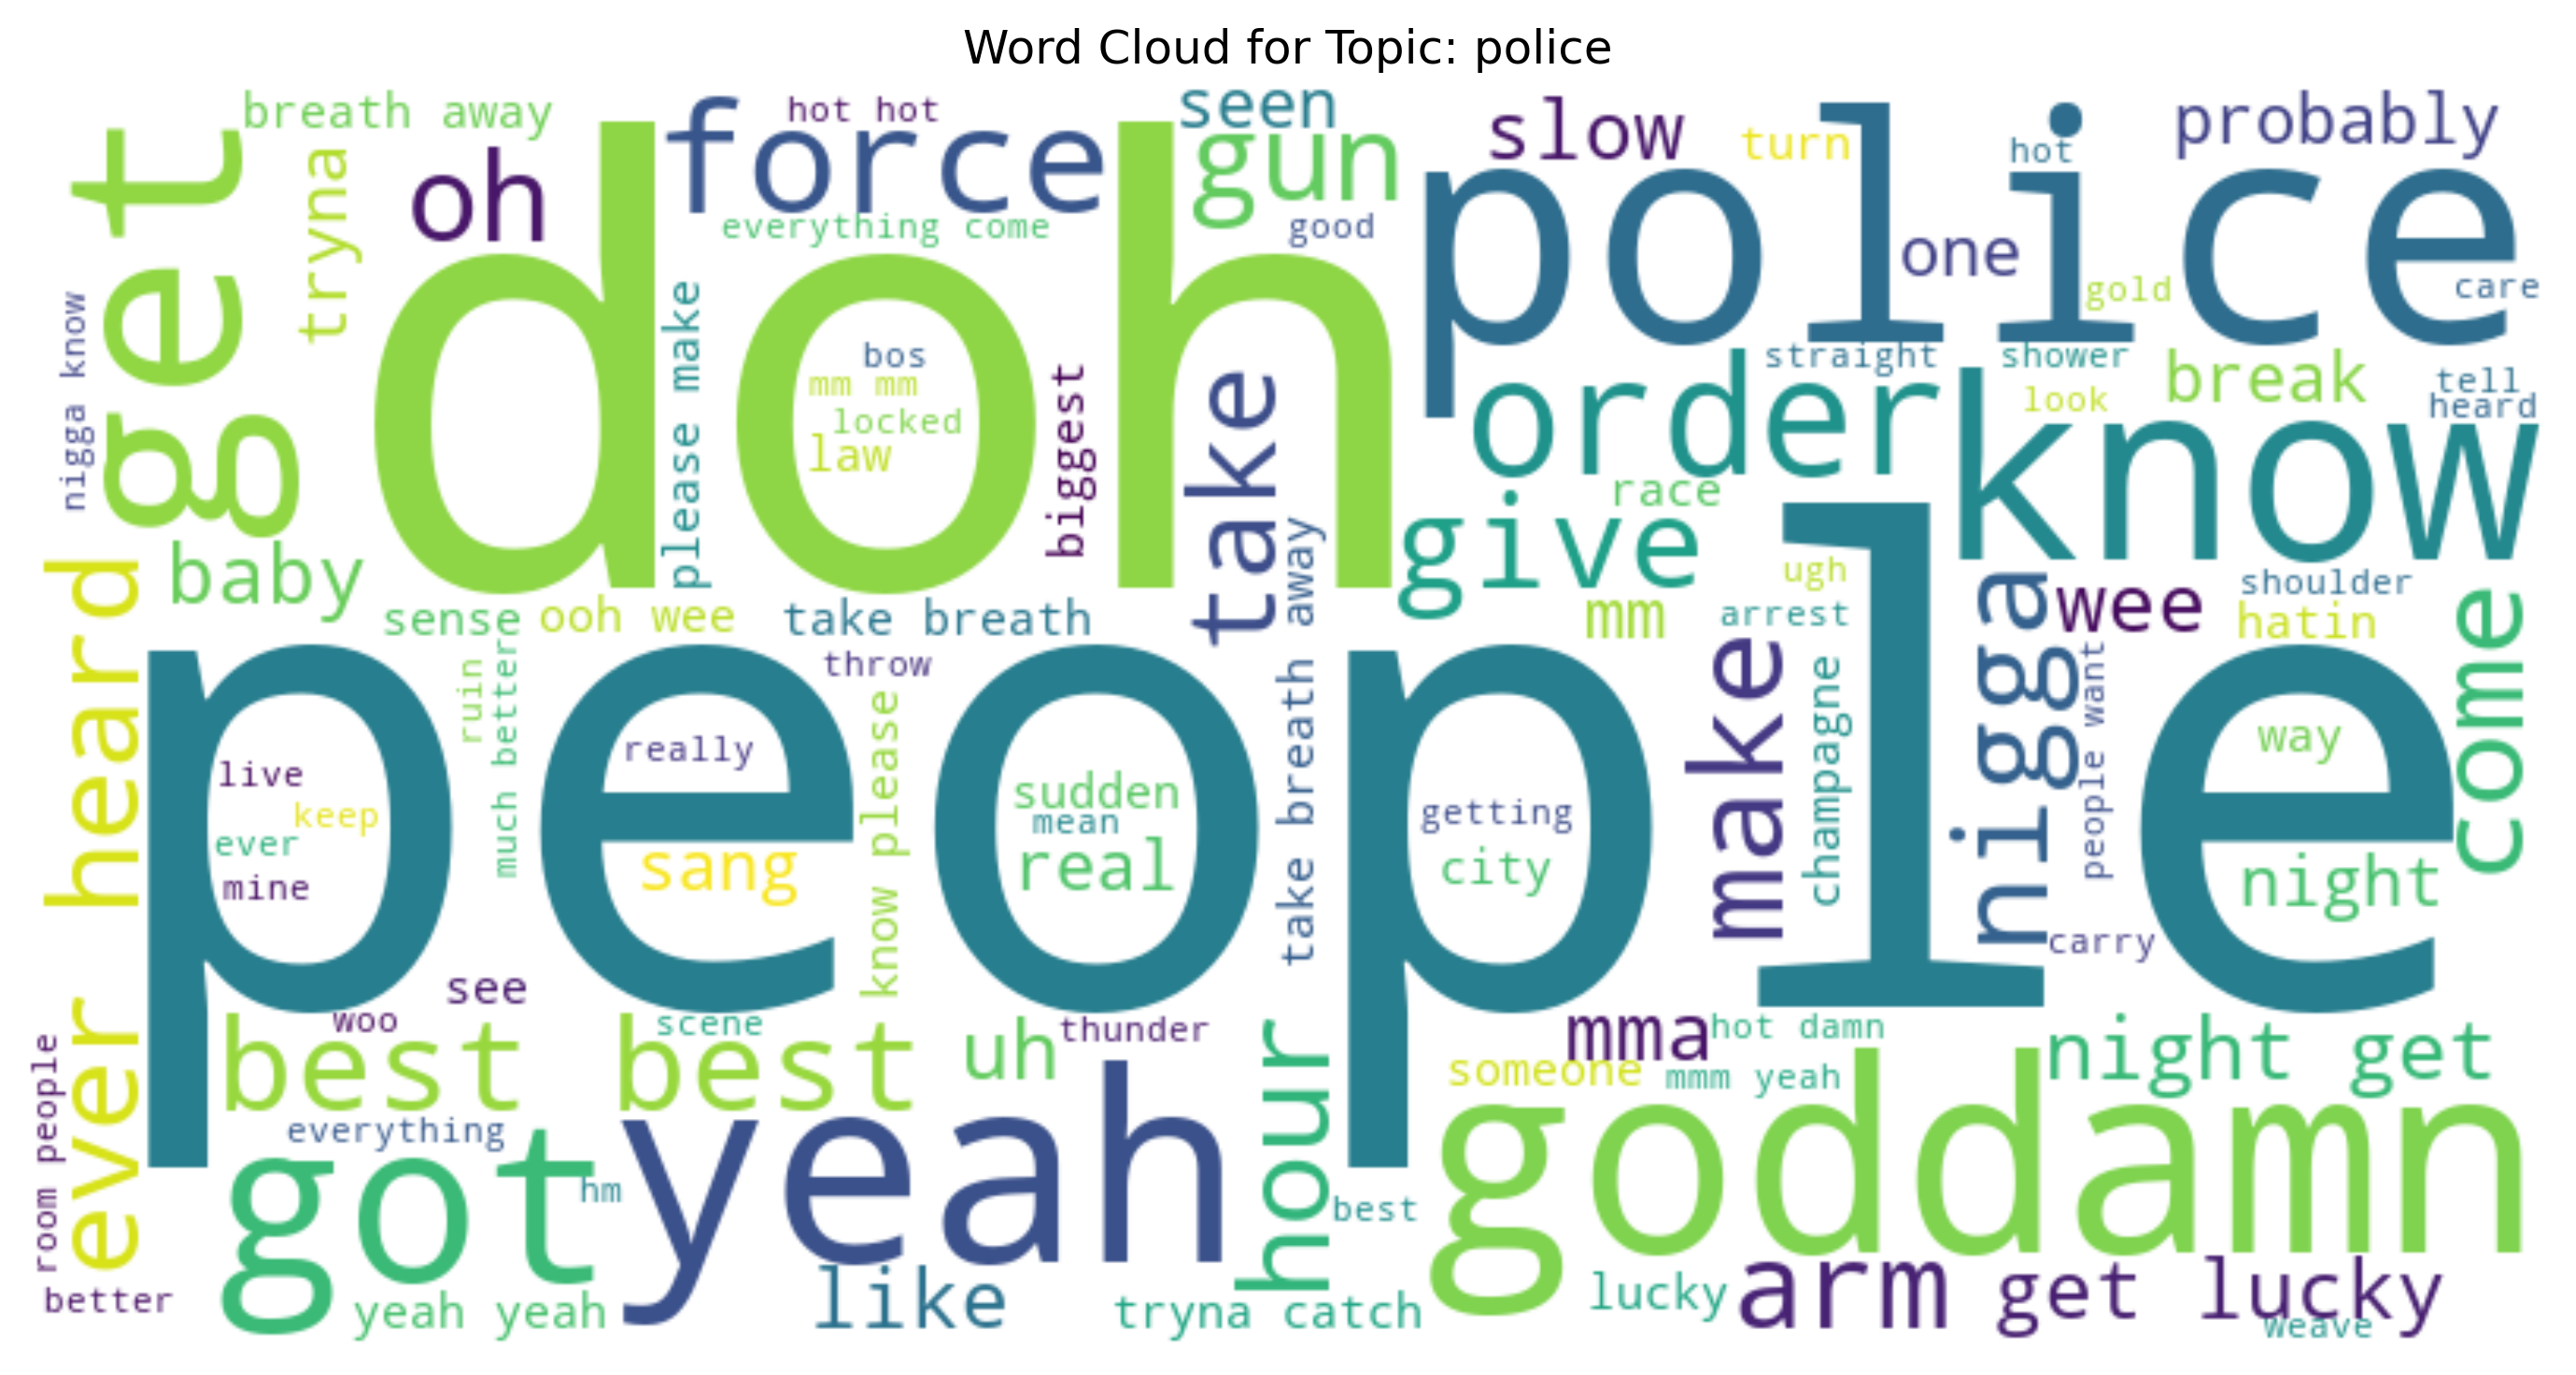 Word Cloud for Topic: police
breath away
hot hot
seen
slow
turn
probably
get
tryna
oh
force
gun
hot
police
everything come
good
one
gold
care
nigga know
doh
please make
bos
mm mm
locked
law
biggest
take
straight
shower
break
tell
order
look
heard
know
race
give
baby
ugh
shoulder
sense
ooh wee
take breath
mm
arrest
wee
hatin
ever heard
throw
take breath away
nigga
come
ruin
much better
people
really
know please
make
champagne
people want
way
live
keep
ever
mine
sang
sudden
mean
real
getting
city
night
carry
see
woo
best best
scene
uh
thunder
hour
mma
hot damn
night get
room people
someone
mmm yeah
everything
got
hm
yeah
best
goddamn
better
yeah yeah
like
tryna catch
lucky
arm
get lucky
weave